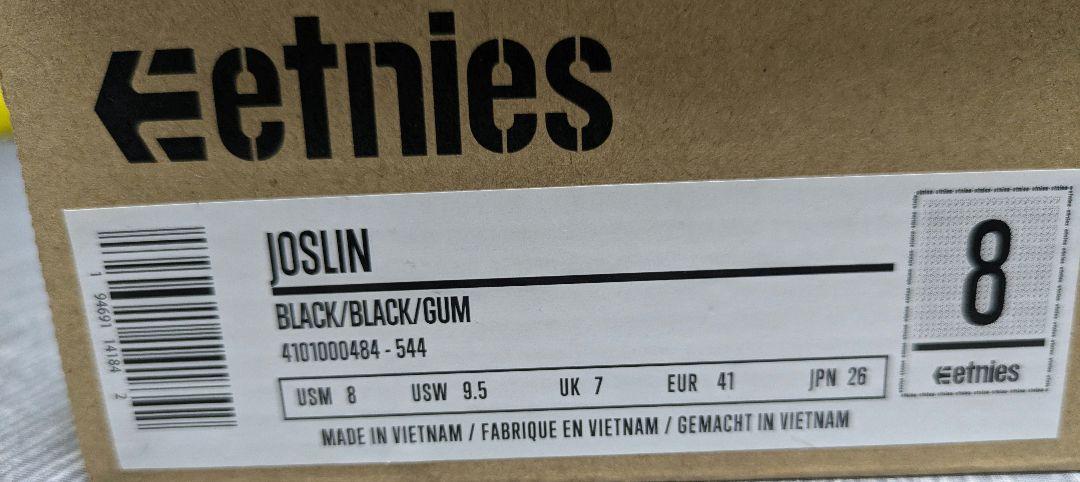 etnies
JOSLIN
BLACK/BLACK/GUM
4101000484 - 544
USM 8 USW 9.5 UK 7 EUR 41 JPN 26
MADE IN VIETNAM / FABRIQUE EN VIETNAM / GEMACHT IN VIETNAM
1 94691 14184 2
8
etnies